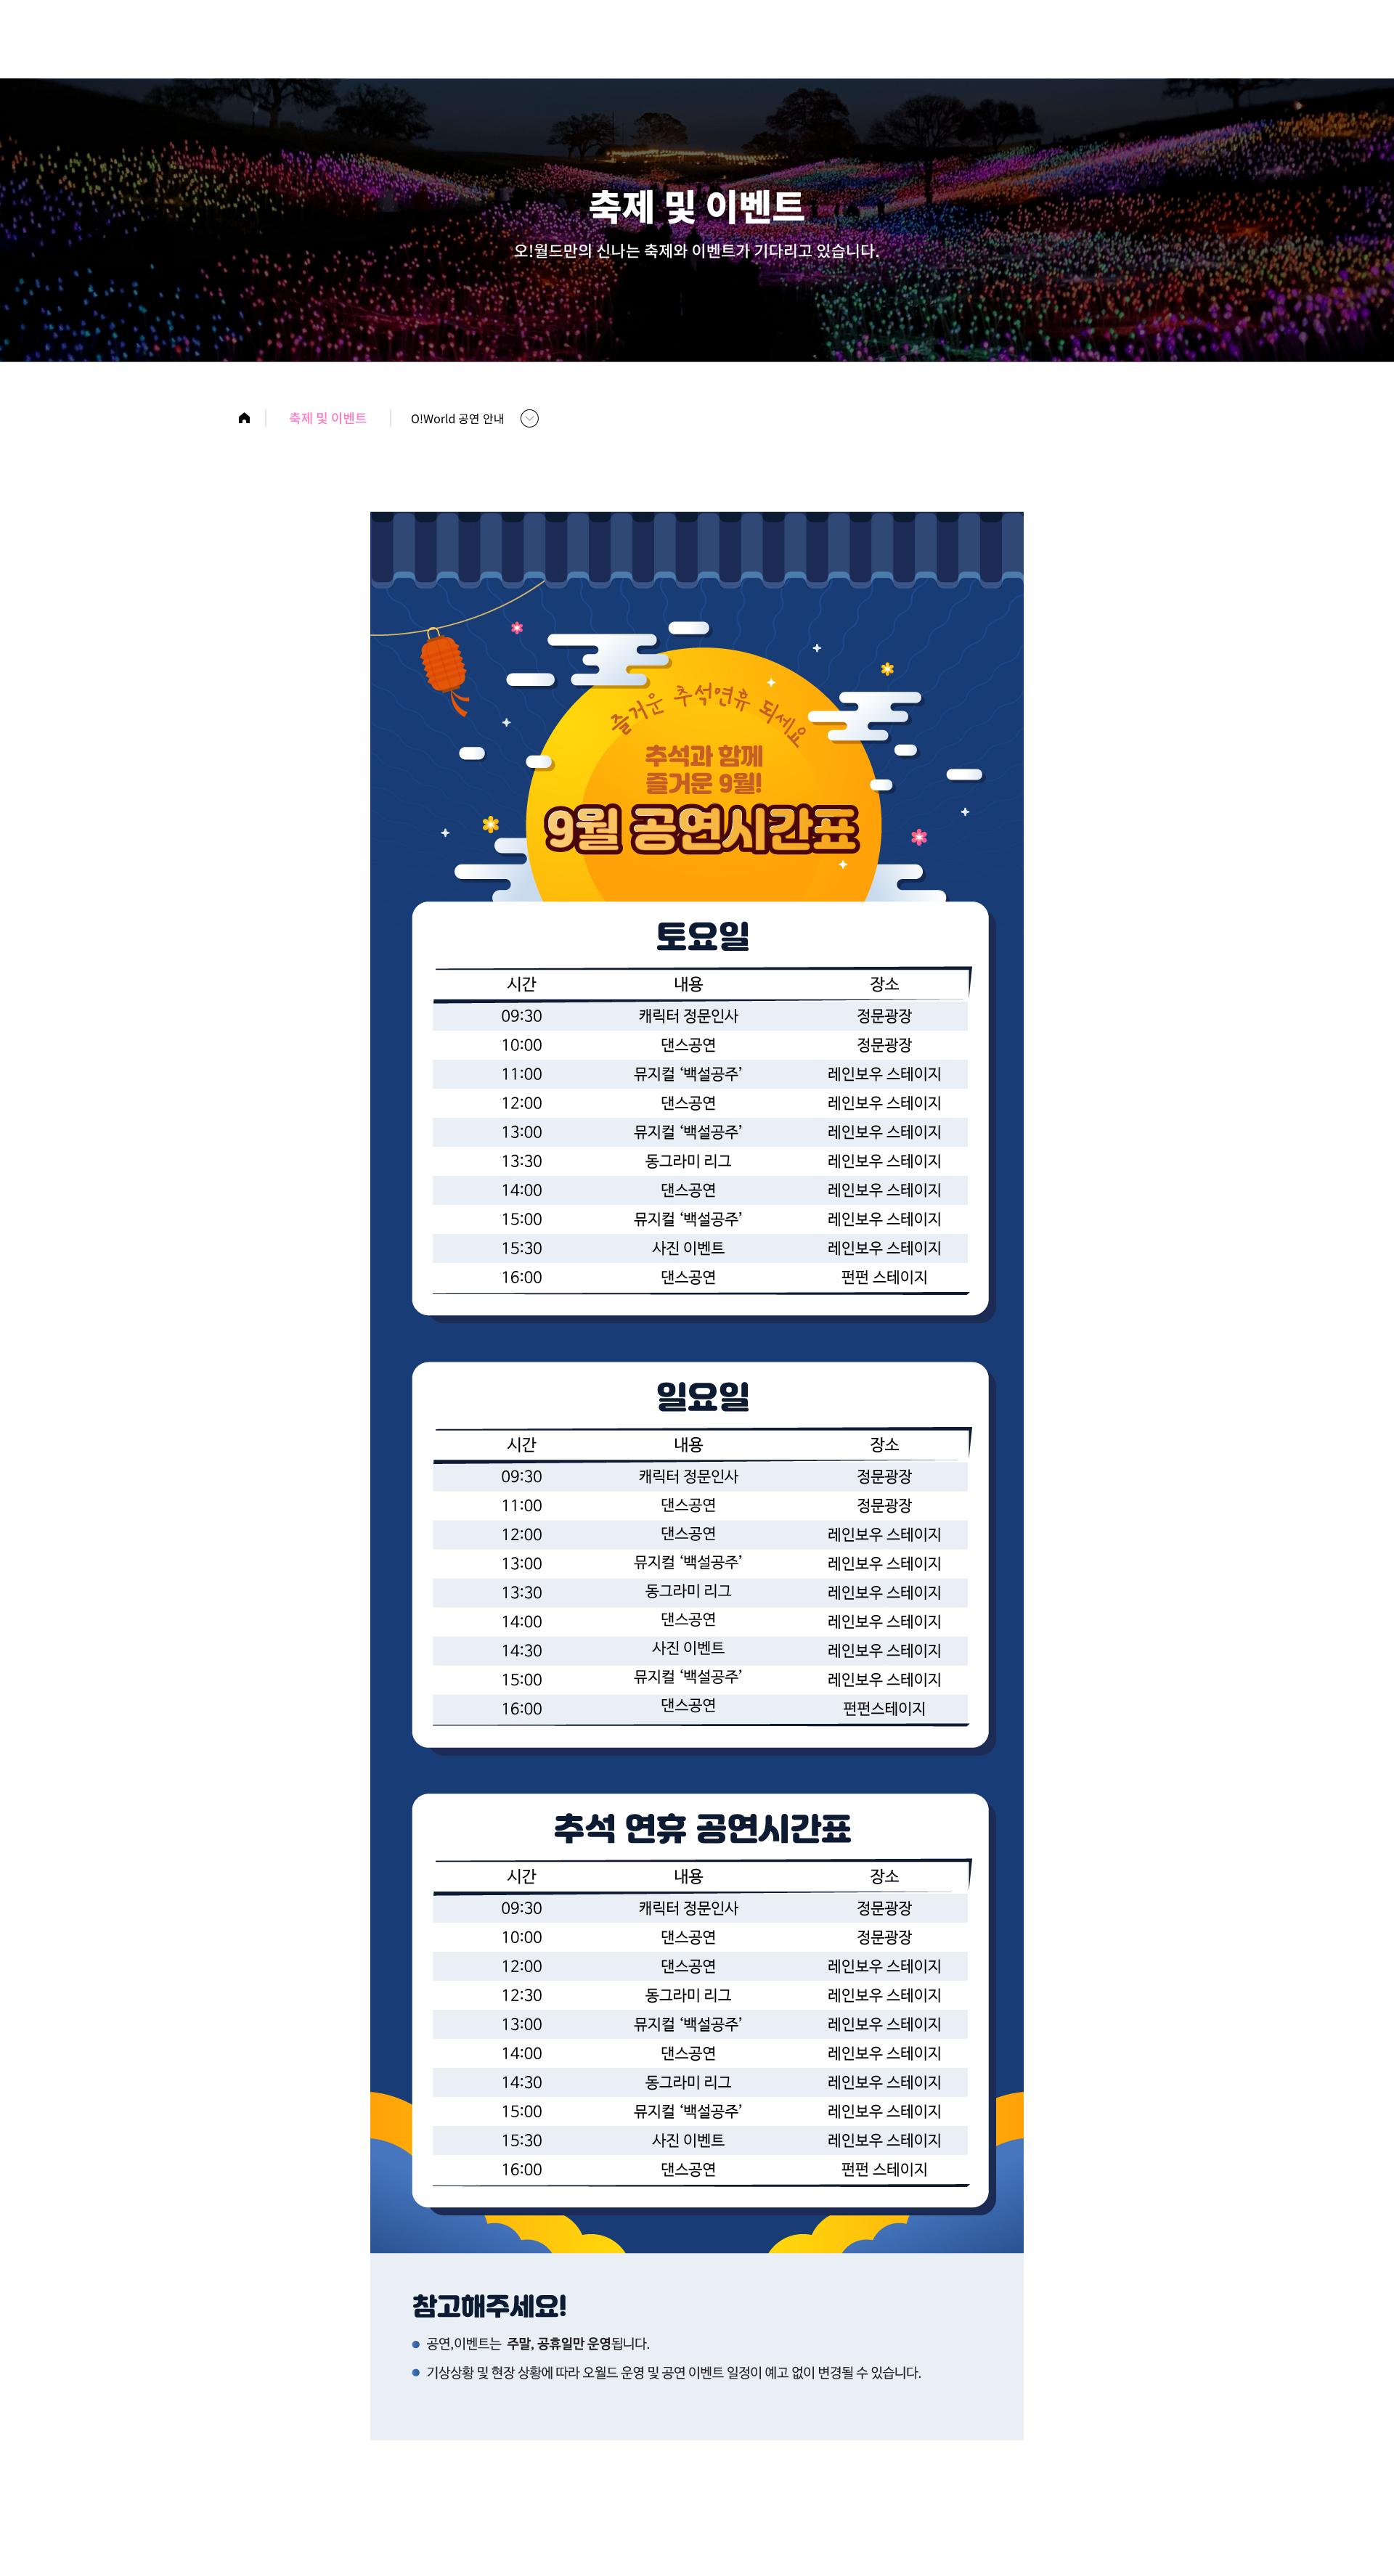 축제 및 이벤트
오!월드만의 신나는 축제와 이벤트가 기다리고 있습니다.
축제 및 이벤트 O!World 공연 안내
즐거운 추석연휴 되세요
추석과 함께
즐거운 9월!
9월 공연시간표
토요일
시간 내용 장소
09:30 캐릭터 정문인사 정문광장
10:00 댄스공연 정문광장
11:00 뮤지컬 ‘백설공주’ 레인보우 스테이지
12:00 댄스공연 레인보우 스테이지
13:00 뮤지컬 ‘백설공주’ 레인보우 스테이지
13:30 동그라미 리그 레인보우 스테이지
14:00 댄스공연 레인보우 스테이지
15:00 뮤지컬 ‘백설공주’ 레인보우 스테이지
15:30 사진 이벤트 레인보우 스테이지
16:00 댄스공연 펀펀 스테이지
일요일
시간 내용 장소
09:30 캐릭터 정문인사 정문광장
11:00 댄스공연 정문광장
12:00 댄스공연 레인보우 스테이지
13:00 뮤지컬 ‘백설공주’ 레인보우 스테이지
13:30 동그라미 리그 레인보우 스테이지
14:00 댄스공연 레인보우 스테이지
14:30 사진 이벤트 레인보우 스테이지
15:00 뮤지컬 ‘백설공주’ 레인보우 스테이지
16:00 댄스공연 펀펀스테이지
추석 연휴 공연시간표
시간 내용 장소
09:30 캐릭터 정문인사 정문광장
10:00 댄스공연 정문광장
12:00 댄스공연 레인보우 스테이지
12:30 동그라미 리그 레인보우 스테이지
13:00 뮤지컬 ‘백설공주’ 레인보우 스테이지
14:00 댄스공연 레인보우 스테이지
14:30 동그라미 리그 레인보우 스테이지
15:00 뮤지컬 ‘백설공주’ 레인보우 스테이지
15:30 사진 이벤트 레인보우 스테이지
16:00 댄스공연 펀펀 스테이지
참고해주세요!
공연,이벤트는 주말, 공휴일만 운영됩니다.
기상상황 및 현장 상황에 따라 오월드 운영 및 공연 이벤트 일정이 예고 없이 변경될 수 있습니다.